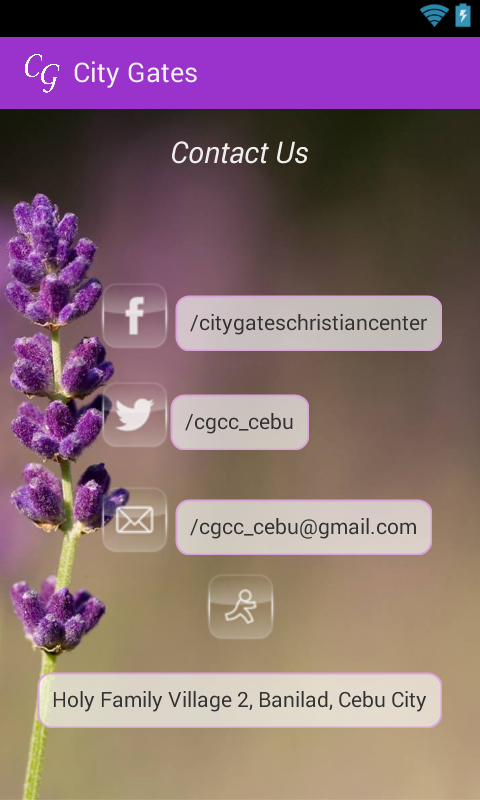 CG City Gates
Contact Us
f
/citygateschristiancenter
/cgcc_cebu
/cgcc_cebu@gmail.com
Holy Family Village 2, Banilad, Cebu City